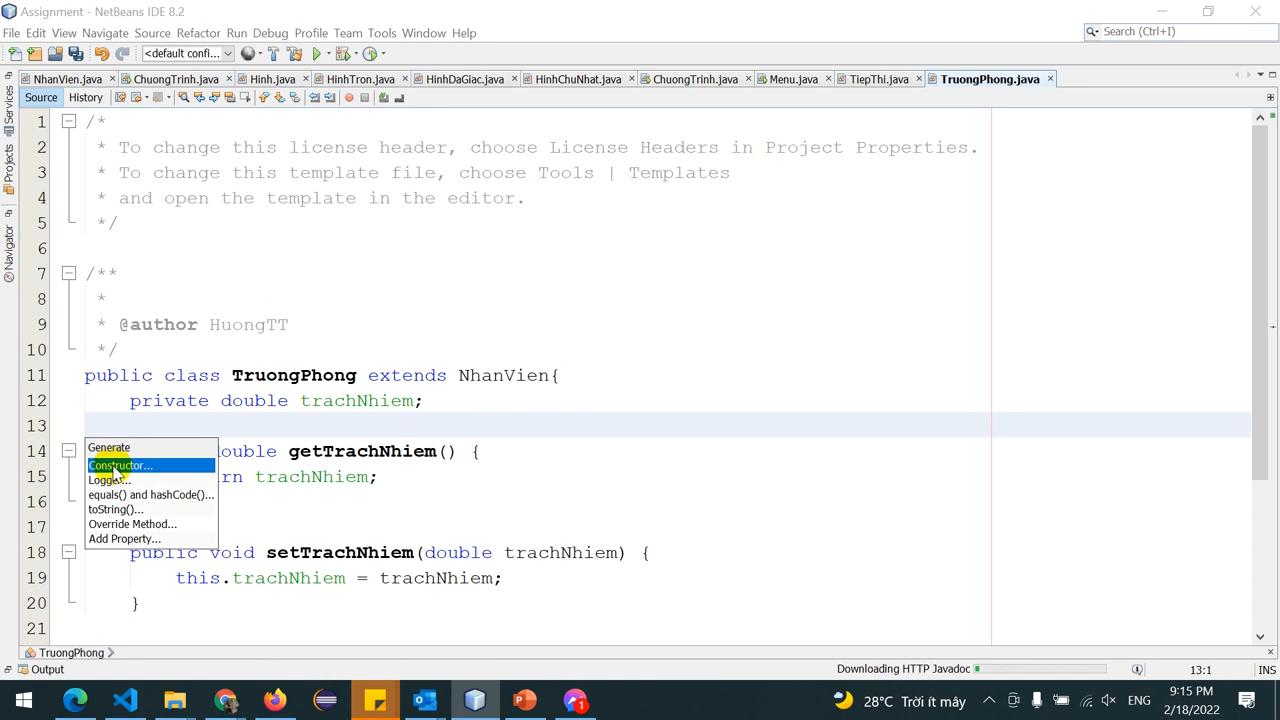 Assignment - NetBeans IDE 8.2
File Edit View Navigate Source Refactor Run Debug Profile Team Tools Window Help
Search (Ctrl+I)
<default confi...
NhanVien.java ChuongTrinh.java Hinh.java HinhTron.java HinhDaGiac.java HinhChuNhat.java ChuongTrinh.java Menu.java TiepThi.java TruongPhong.java
Source History
Services
Projects
Navigator
1 /*
2 * To change this license header, choose License Headers in Project Properties.
3 * To change this template file, choose Tools | Templates
4 * and open the template in the editor.
5 */
6
7 /**
8 *
9 * @author HuongTT
10 */
11 public class TruongPhong extends NhanVien{
12 private double trachNhiem;
13
14 double getTrachNhiem() {
15 rn trachNhiem;
16
17
18 public void setTrachNhiem(double trachNhiem) {
19 this.trachNhiem = trachNhiem;
20 }
21
Generate
Constructor...
Logger...
equals() and hashCode()...
toString()...
Override Method...
Add Property...
TruongPhong
Output
Downloading HTTP Javadoc
13:1
INS
1
28°C Trời ít mây
ENG
9:15 PM
2/18/2022